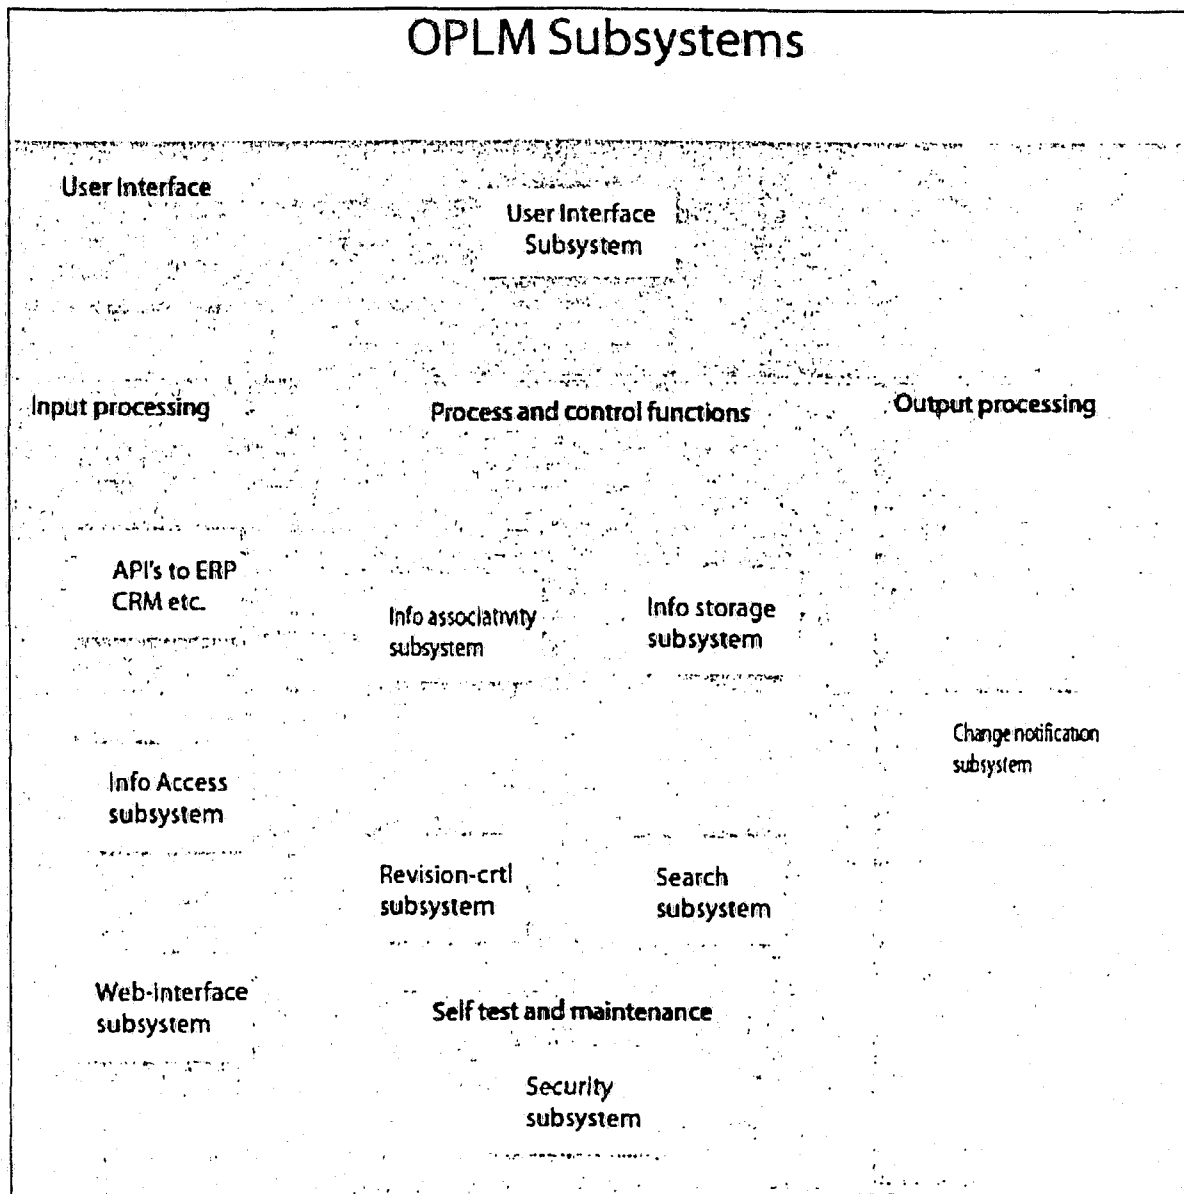 OPLM Subsystems
User Interface
User Interface
Subsystem
Input processing
Process and control functions
Output processing
API's to ERP
CRM etc.
Info associativity
subsystem
Info storage
subsystem
Change notification
subsystem
Info Access
subsystem
Revision-crtl
subsystem
Search
subsystem
Web-interface
subsystem
Self test and maintenance
Security
subsystem